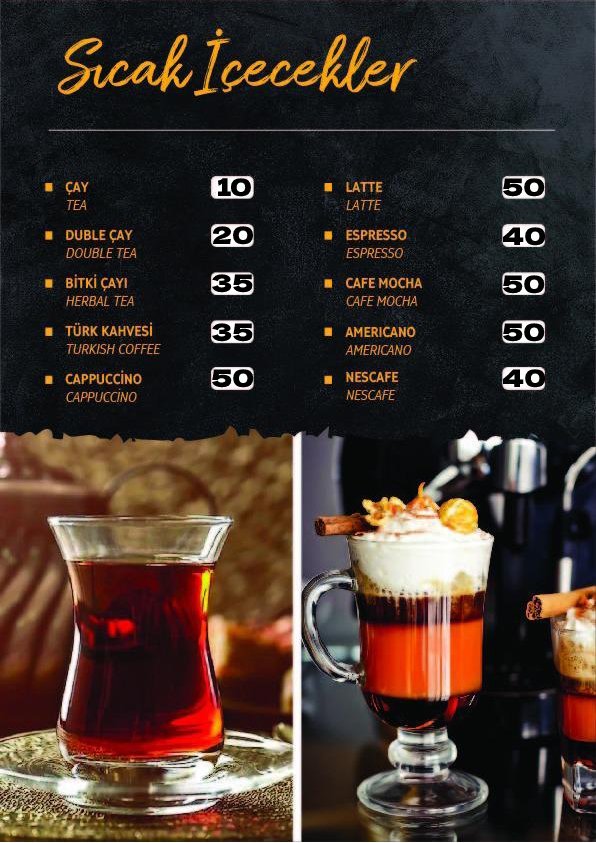 Sıcak İçecekler
ÇAY 10
TEA
DUBLE ÇAY 20
DOUBLE TEA
BİTKİ ÇAYI 35
HERBAL TEA
TÜRK KAHVESİ 35
TURKISH COFFEE
CAPPUCCİNO 50
CAPPUCCİNO
LATTE 50
LATTE
ESPRESSO 40
ESPRESSO
CAFE MOCHA 50
CAFE MOCHA
AMERICANO 50
AMERICANO
NESCAFE 40
NESCAFE